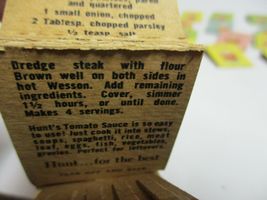 and quartered
1 small onion, chopped
2 Tablesp. chopped parsley
½ teasp. salt
Dredge steak with flour
Brown well on both sides in
hot Wesson. Add remaining
ingredients. Cover, simmer
1½ hours, or until done.
Makes 4 servings.
Hunt's Tomato Sauce is so easy
to use! Just cook it into stews,
soups, spaghetti, rice, meat
loaf, eggs, fish, vegetables,
gravies. Perfect for leftovers.
Hunt...for the best